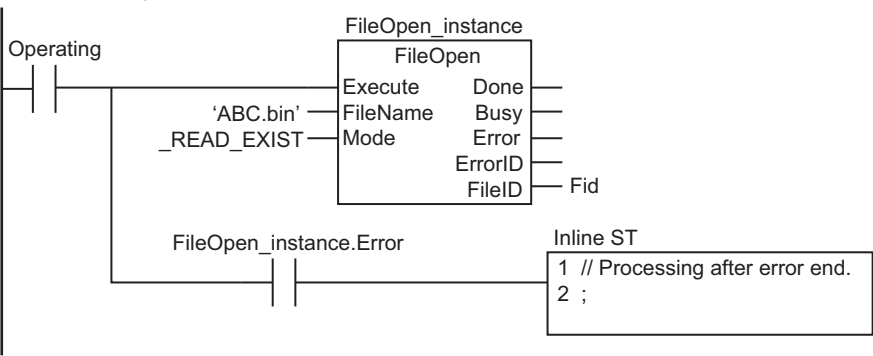 FileOpen_instance
Operating
FileOpen
Execute Done
‘ABC.bin’ FileName Busy
_READ_EXIST Mode Error
ErrorID
FileID Fid
FileOpen_instance.Error
Inline ST
1 // Processing after error end.
2 ;